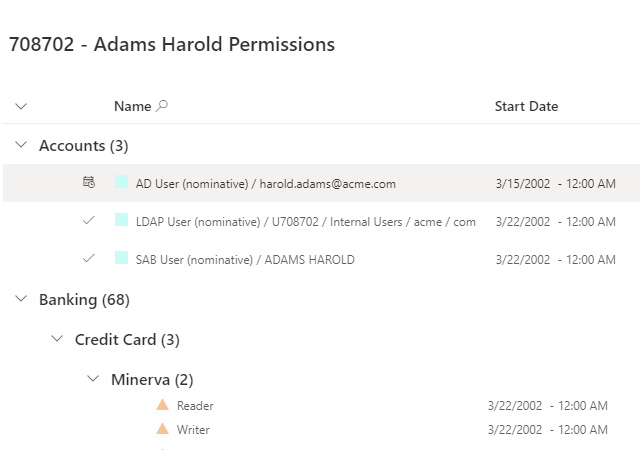 708702 - Adams Harold Permissions
Name Start Date
Accounts (3)
AD User (nominative) / harold.adams@acme.com 3/15/2002 - 12:00 AM
LDAP User (nominative) / U708702 / Internal Users / acme / com 3/22/2002 - 12:00 AM
SAB User (nominative) / ADAMS HAROLD 3/22/2002 - 12:00 AM
Banking (68)
Credit Card (3)
Minerva (2)
Reader 3/22/2002 - 12:00 AM
Writer 3/22/2002 - 12:00 AM